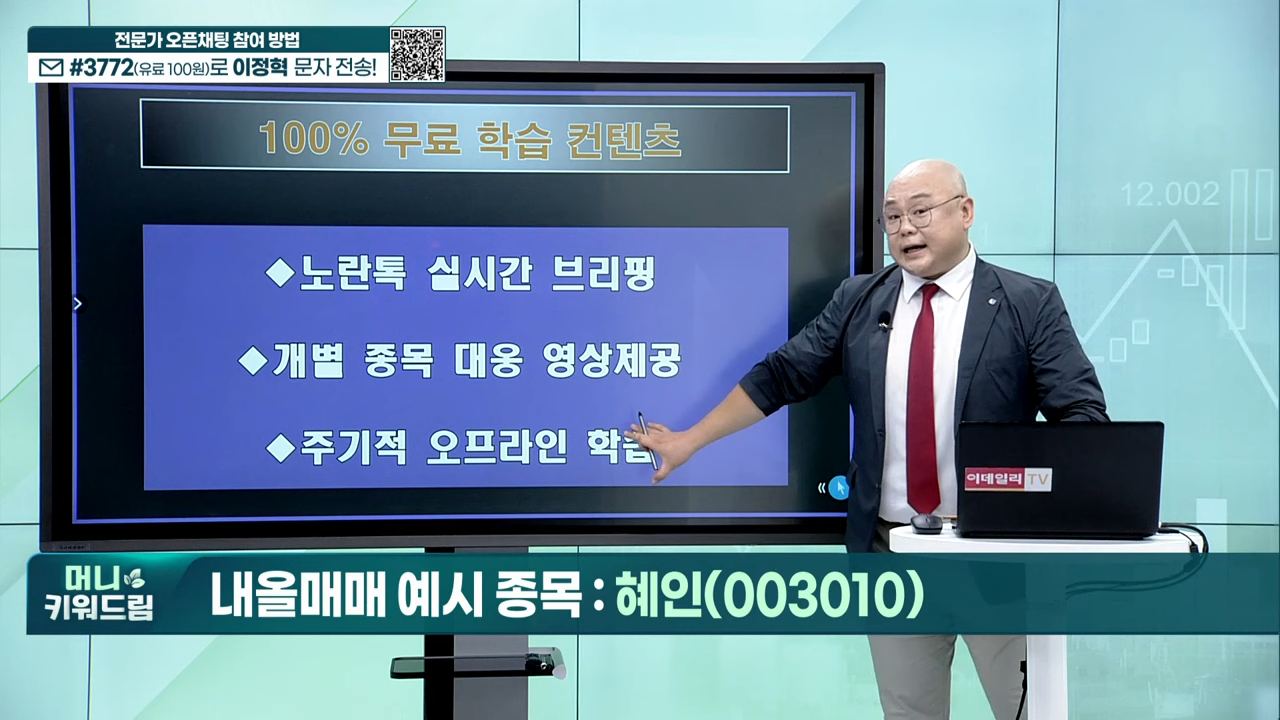 전문가 오픈채팅 참여 방법
#3772(유료 100원)로 이정혁 문자 전송!
100% 무료 학습 컨텐츠
◆노란톡 실시간 브리핑
◆개별 종목 대응 영상제공
◆주기적 오프라인 학습
12.002
이데일리TV
머니
키워드림
내올매매 예시 종목 : 혜인(003010)